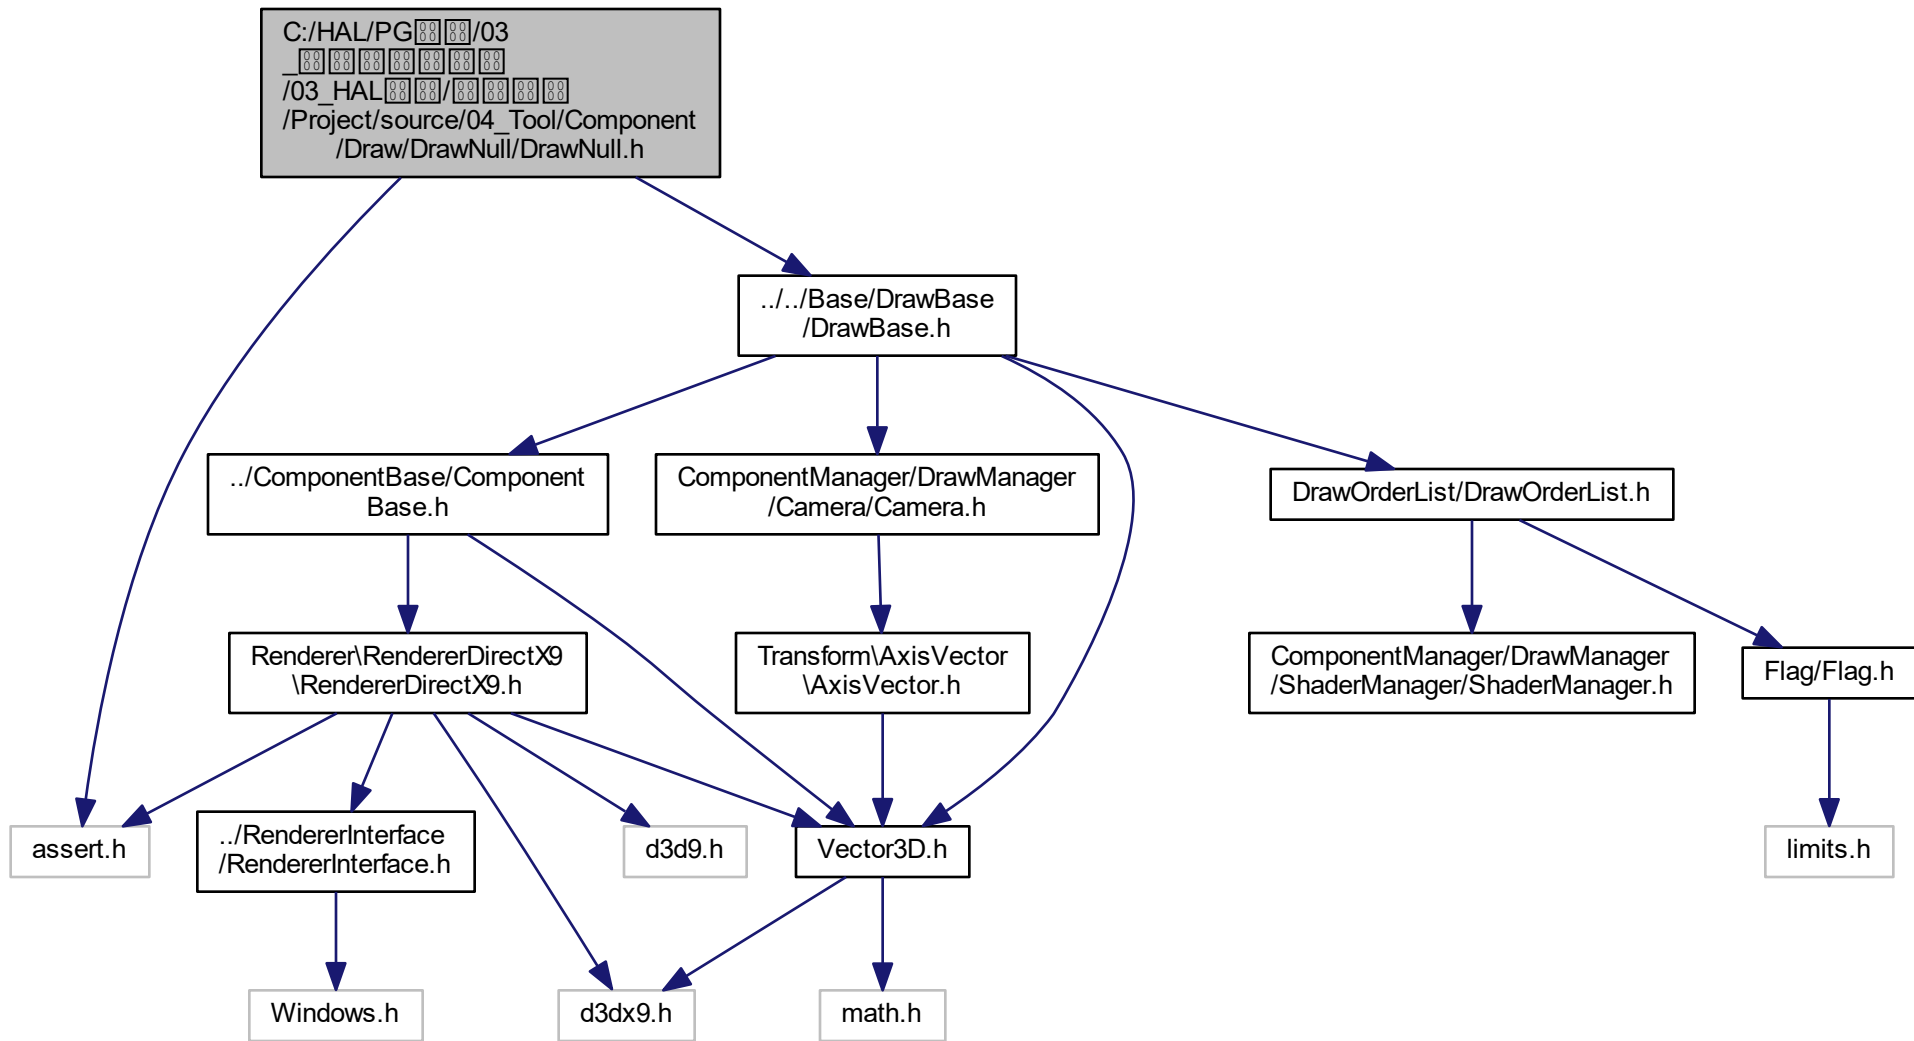 C:/HAL/PG/03
_
/03_HAL/
/Project/source/04_Tool/Component
/Draw/DrawNull/DrawNull.h
../../Base/DrawBase
/DrawBase.h
../ComponentBase/Component
Base.h
ComponentManager/DrawManager
/Camera/Camera.h
DrawOrderList/DrawOrderList.h
Renderer\RendererDirectX9
\RendererDirectX9.h
Transform\AxisVector
\AxisVector.h
ComponentManager/DrawManager
/ShaderManager/ShaderManager.h
Flag/Flag.h
assert.h
../RendererInterface
/RendererInterface.h
d3d9.h
Vector3D.h
limits.h
Windows.h
d3dx9.h
math.h